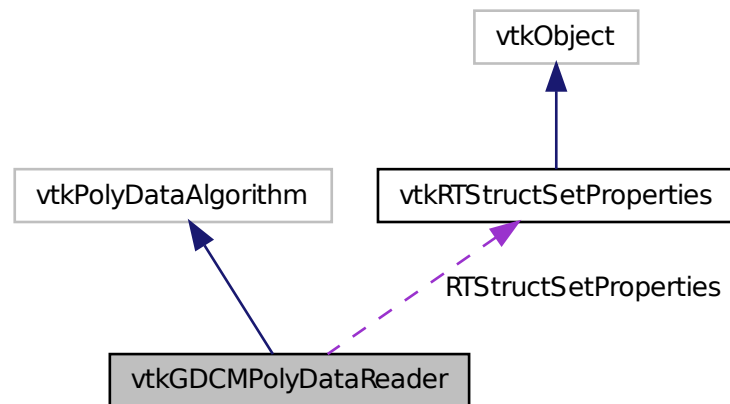 vtkObject
vtkPolyDataAlgorithm
vtkRTStructSetProperties
RTStructSetProperties
vtkGDCMPolyDataReader